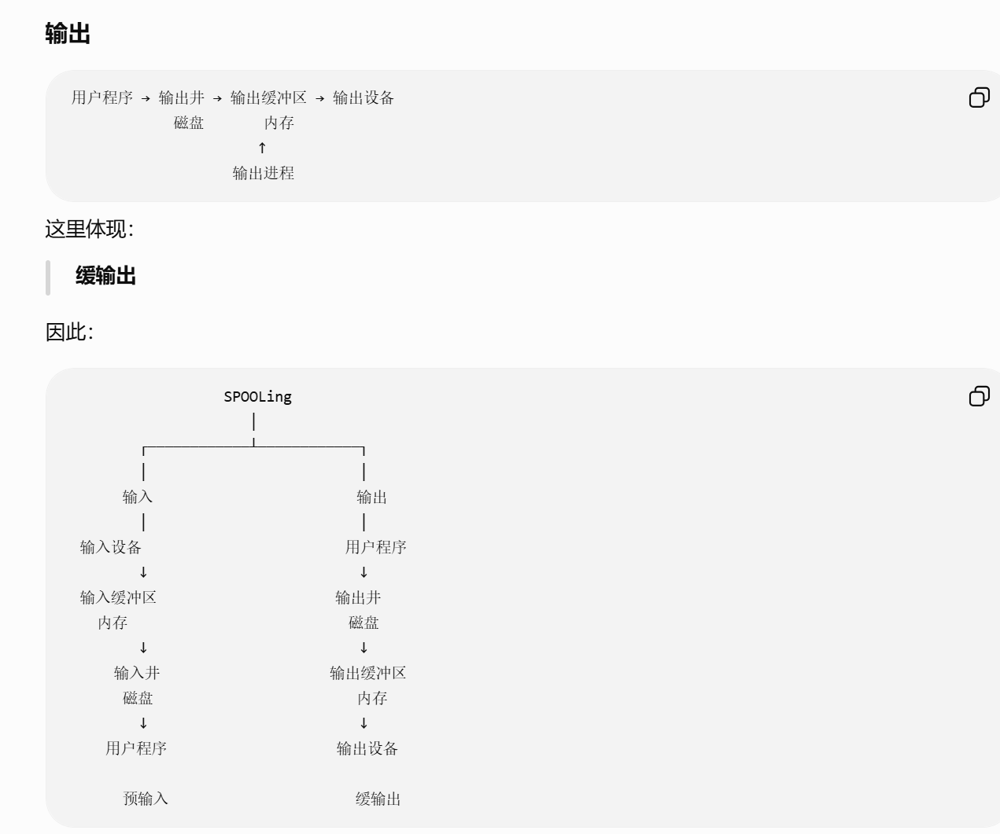 输出
用户程序 → 输出井 → 输出缓冲区 → 输出设备
磁盘 内存
↑
输出进程
这里体现：
缓输出
因此：
SPOOLing
输入 输出
输入设备 用户程序
↓ ↓
输入缓冲区 输出井
内存 磁盘
↓ ↓
输入井 输出缓冲区
磁盘 内存
↓ ↓
用户程序 输出设备
预输入 缓输出